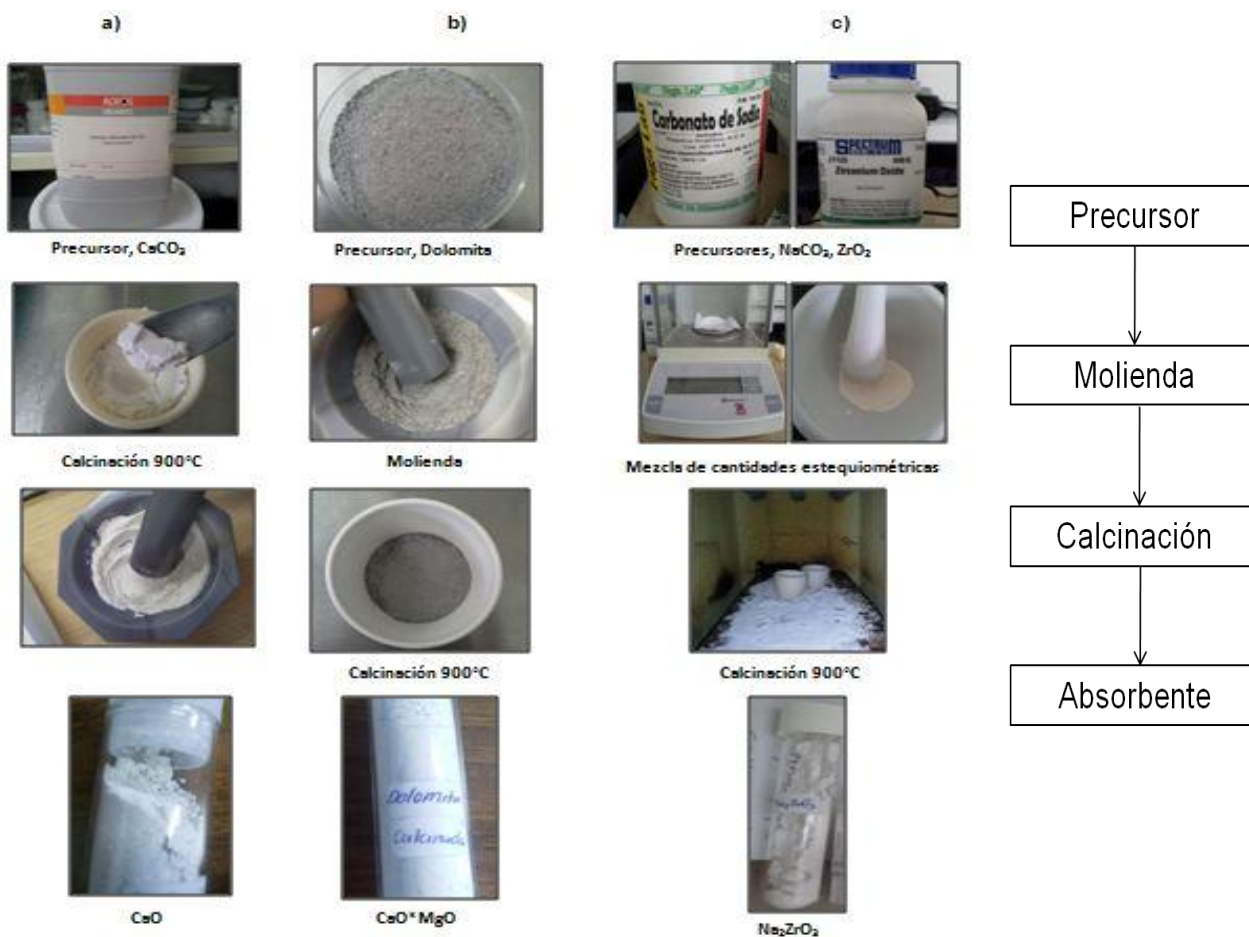 a)
b)
c)
Carbonato de Sodio
SPECTRUM
Zirconium Oxide
Precursor, CaCO₃
Precursor, Dolomita
Precursores, NaCO₃, ZrO₂
Precursor
Calcinación 900°C
Molienda
Mezcla de cantidades estequiométricas
Molienda
Calcinación
Calcinación 900°C
Calcinación 900°C
Absorbente
Dolomita
Calcinada
CaO
CaO*MgO
Na₂ZrO₃